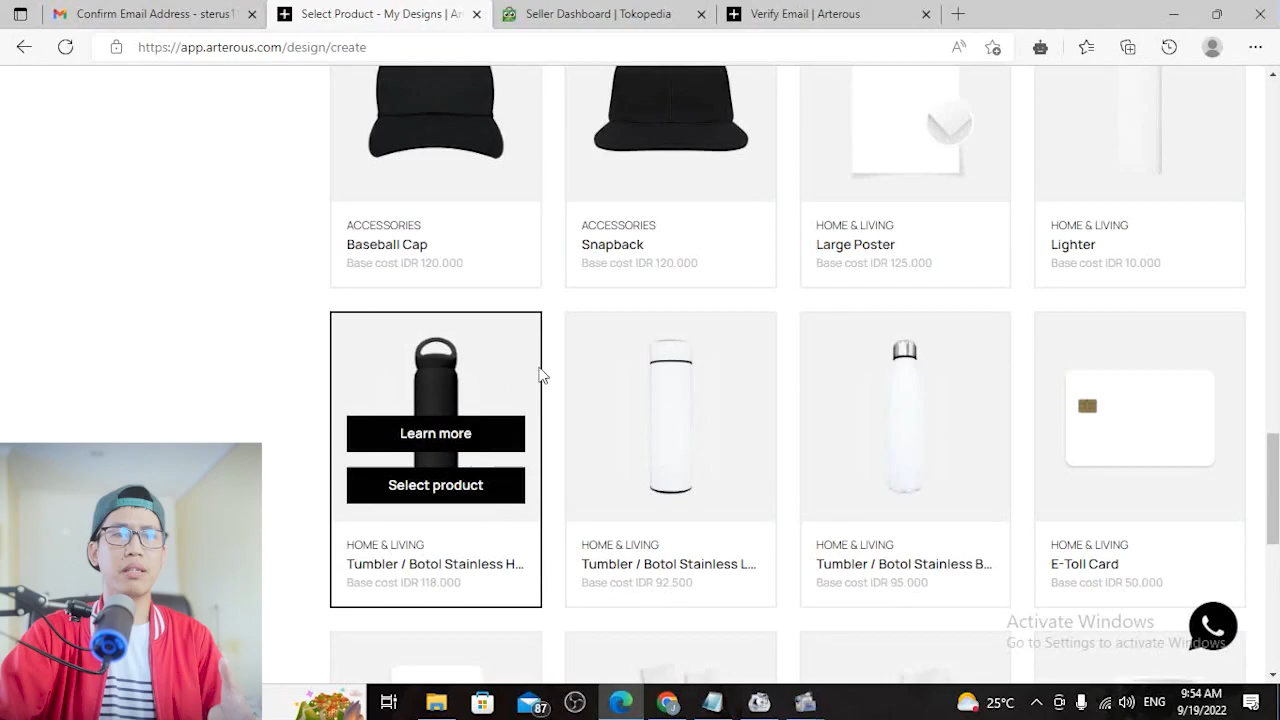 Confirm Email Address - sterus
Select Product - My Designs | Ar
Seller Dashboard | Tokopedia
Verify Email | Arterous
https://app.arterous.com/design/create
ACCESSORIES
Baseball Cap
Base cost IDR 120.000
ACCESSORIES
Snapback
Base cost IDR 120.000
HOME & LIVING
Large Poster
Base cost IDR 125.000
HOME & LIVING
Lighter
Base cost IDR 10.000
Learn more
Select product
HOME & LIVING
Tumbler / Botol Stainless H...
Base cost IDR 118.000
HOME & LIVING
Tumbler / Botol Stainless L...
Base cost IDR 92.500
HOME & LIVING
Tumbler / Botol Stainless B...
Base cost IDR 95.000
HOME & LIVING
E-Toll Card
Base cost IDR 50.000
Activate Windows
Go to Settings to activate Windows.
87
25°C
ENG
8:54 AM
9/19/2022